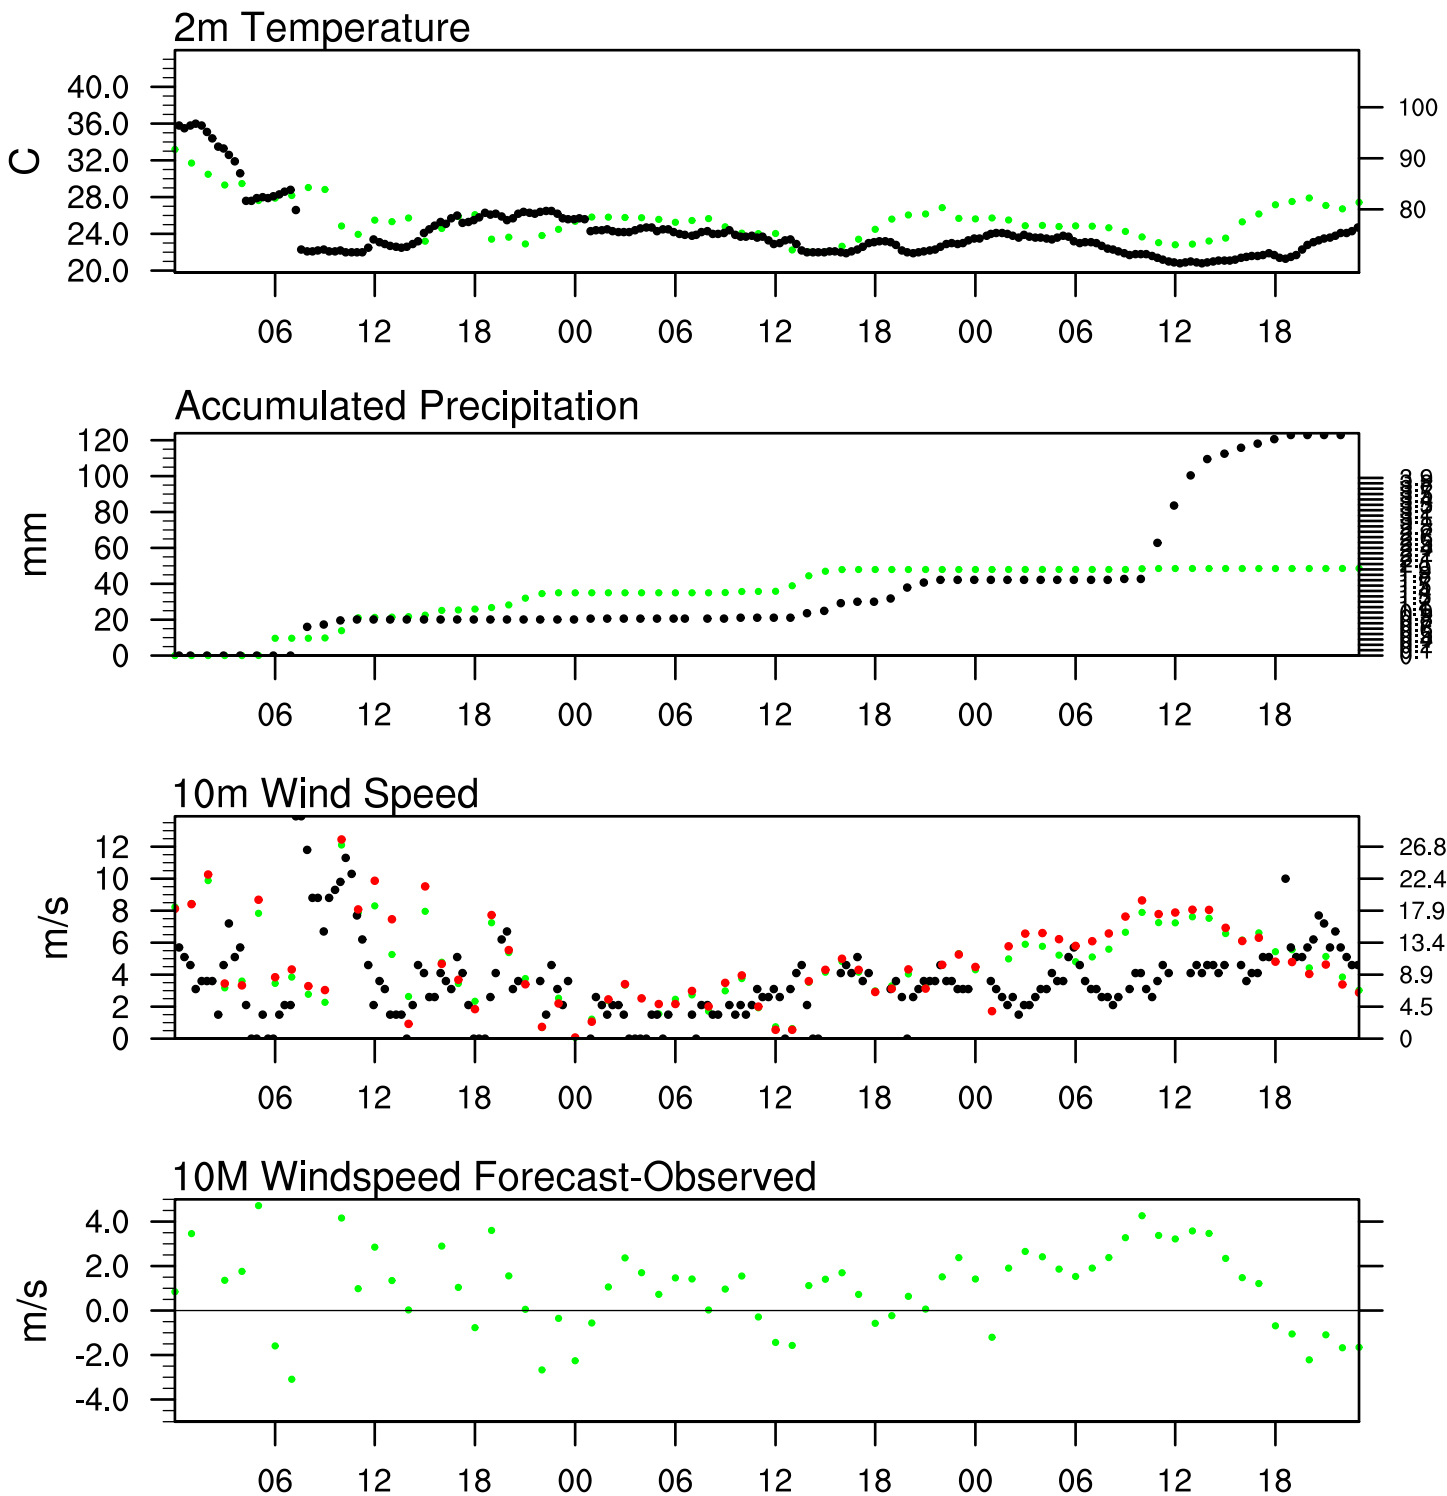 2m Temperature
40.0
36.0
32.0
28.0
24.0
20.0
C
100
90
80
06 12 18 00 06 12 18 00 06 12 18
Accumulated Precipitation
120
100
80
60
40
20
0
mm
06 12 18 00 06 12 18 00 06 12 18
10m Wind Speed
12
10
8
6
4
2
0
m/s
26.8
22.4
17.9
13.4
8.9
4.5
0
06 12 18 00 06 12 18 00 06 12 18
10M Windspeed Forecast-Observed
4.0
2.0
0.0
-2.0
-4.0
m/s
06 12 18 00 06 12 18 00 06 12 18